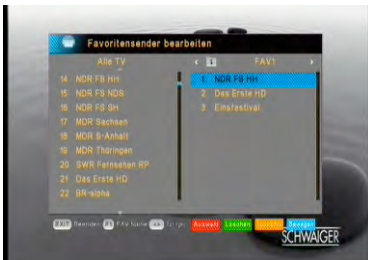 Favoritensender bearbeiten
Alle TV
14 NDR FS HH
15 NDR FS NDS
16 NDR FS SH
17 MDR Sachsen
18 MDR S-Anhalt
19 MDR Thüringen
20 SWR Fernsehen RP
21 Das Erste HD
22 BR-alpha
FAV1
1 NDR FS HH
2 Das Erste HD
3 Einsfestival
EXIT Beenden
Auswahl Löschen Bewegen
SCHWAIGER